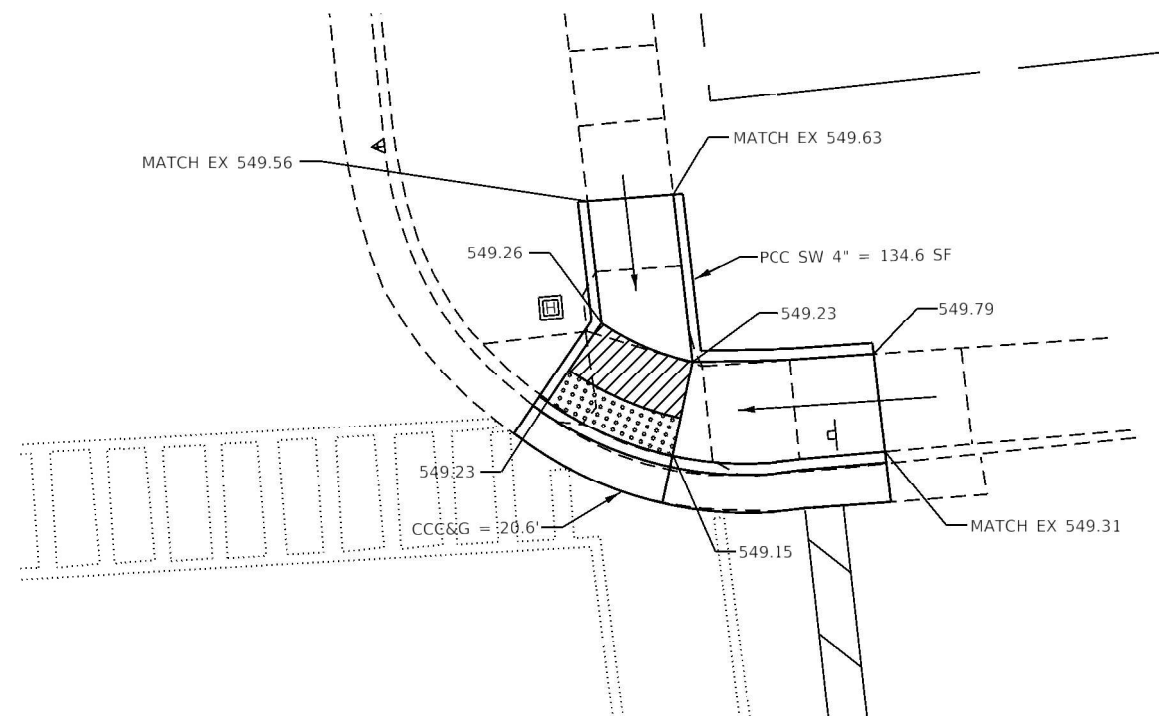 MATCH EX 549.63
MATCH EX 549.56
549.26
PCC SW 4" = 134.6 SF
549.23
549.79
H
549.23
CCC&G = 20.6'
549.15
MATCH EX 549.31